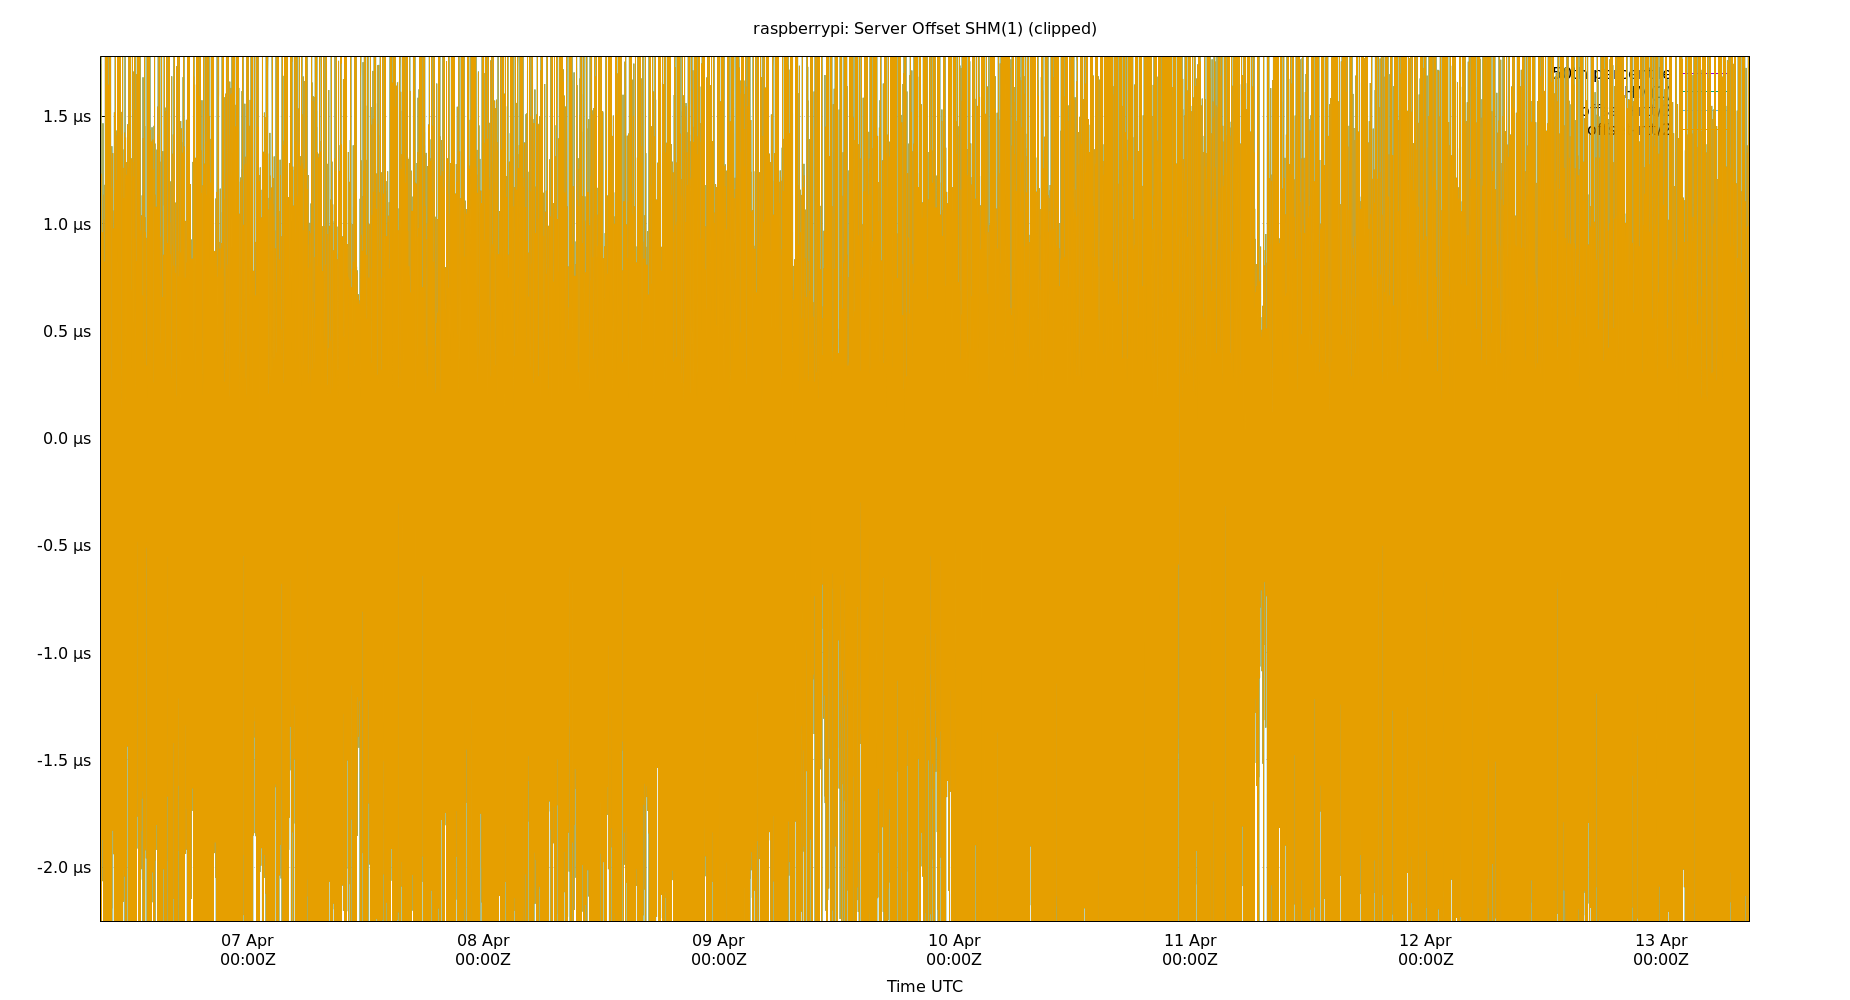 raspberrypi: Server Offset SHM(1) (clipped)
1.5 µs
1.0 µs
0.5 µs
0.0 µs
-0.5 µs
-1.0 µs
-1.5 µs
-2.0 µs
07 Apr 08 Apr 09 Apr 10 Apr 11 Apr 12 Apr 13 Apr
00:00Z 00:00Z 00:00Z 00:00Z 00:00Z 00:00Z 00:00Z
Time UTC